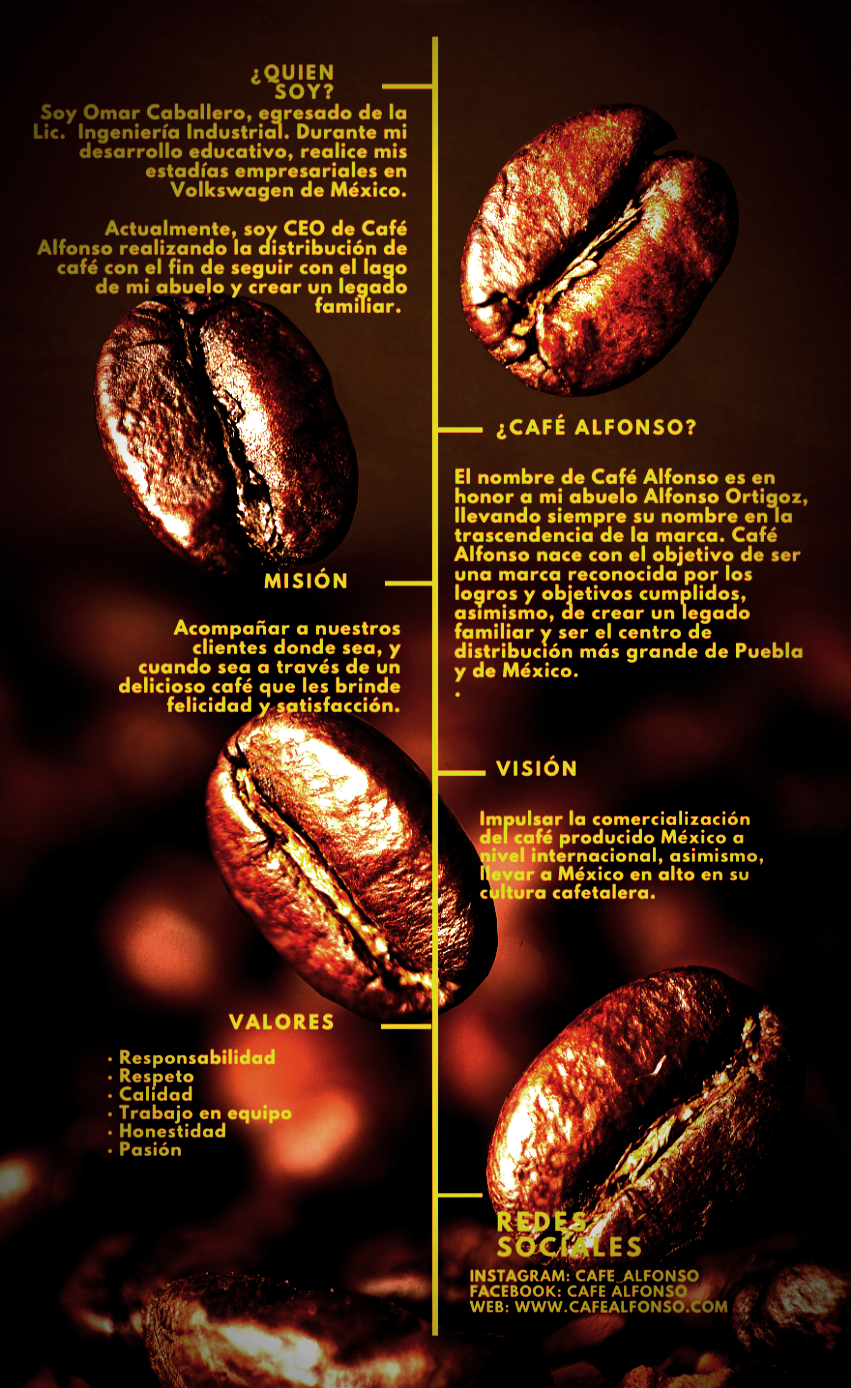 ¿QUIEN
SOY?
Soy Omar Caballero, egresado de la
Lic. Ingeniería Industrial. Durante mi
desarrollo educativo, realice mis
estadías empresariales en
Volkswagen de México.
Actualmente, soy CEO de Café
Alfonso realizando la distribución de
café con el fin de seguir con el lago
de mi abuelo y crear un legado
familiar.
¿CAFÉ ALFONSO?
El nombre de Café Alfonso es en
honor a mi abuelo Alfonso Ortigoz,
llevando siempre su nombre en la
trascendencia de la marca. Café
Alfonso nace con el objetivo de ser
una marca reconocida por los
logros y objetivos cumplidos,
asimismo, de crear un legado
familiar y ser el centro de
distribución más grande de Puebla
y de México.
.
MISIÓN
Acompañar a nuestros
clientes donde sea, y
cuando sea a través de un
delicioso café que les brinde
felicidad y satisfacción.
VISIÓN
Impulsar la comercialización
del café producido México a
nivel internacional, asimismo,
llevar a México en alto en su
cultura cafetalera.
VALORES
· Responsabilidad
· Respeto
· Calidad
· Trabajo en equipo
· Honestidad
· Pasión
REDES
SOCIALES
INSTAGRAM: CAFE_ALFONSO
FACEBOOK: CAFE ALFONSO
WEB: WWW.CAFEALFONSO.COM